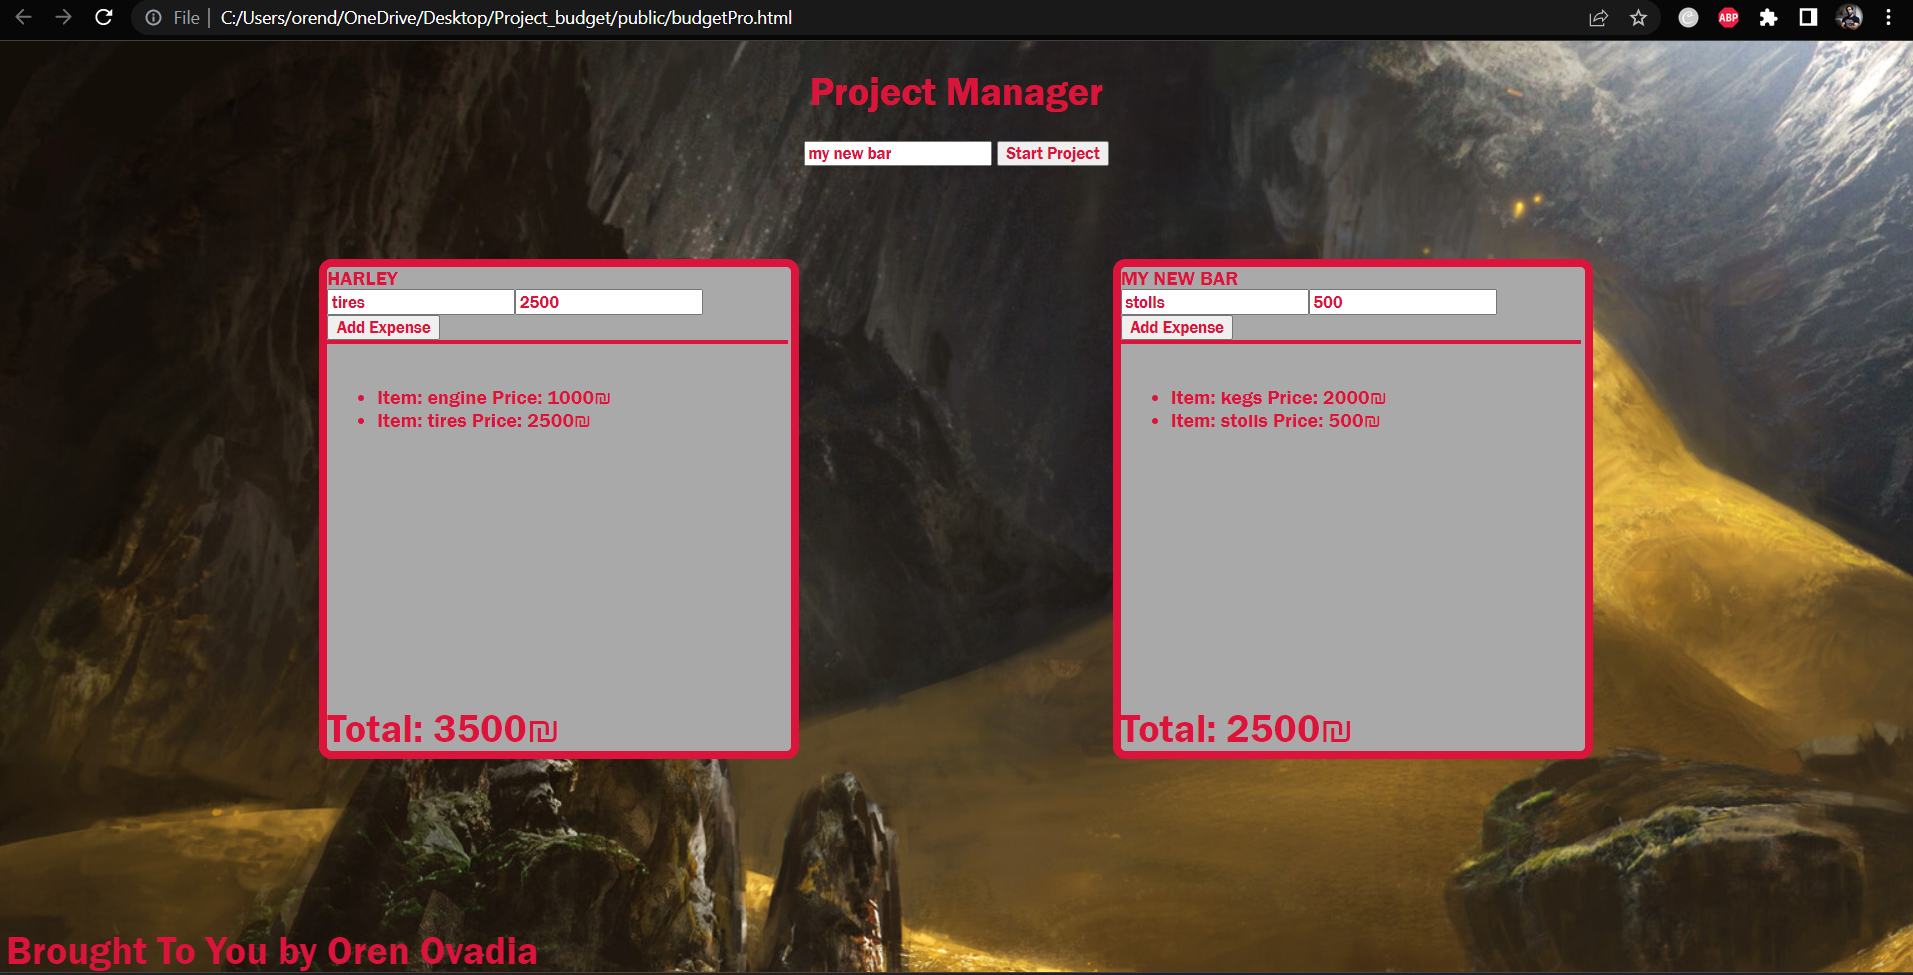 File | C:/Users/orend/OneDrive/Desktop/Project_budget/public/budgetPro.html
ABP
Project Manager
my new bar Start Project
HARLEY
tires 2500
Add Expense
• Item: engine Price: 1000₪
• Item: tires Price: 2500₪
Total: 3500₪
MY NEW BAR
stolls 500
Add Expense
• Item: kegs Price: 2000₪
• Item: stolls Price: 500₪
Total: 2500₪
Brought To You by Oren Ovadia